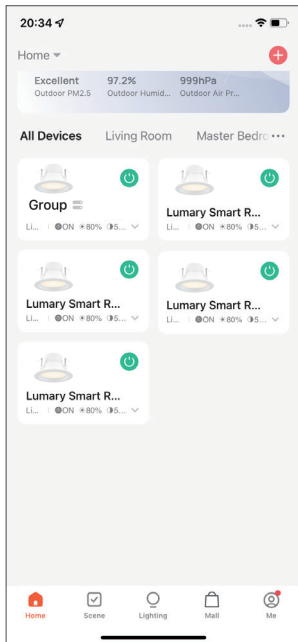 20:34
Home
Excellent 97.2% 999hPa
Outdoor PM2.5 Outdoor Humid... Outdoor Air Pr...
All Devices Living Room Master Bedro
Group Lumary Smart R...
Li... ON 80% 5... Li... ON 80% 5...
Lumary Smart R... Lumary Smart R...
Li... ON 80% 5... Li... ON 80% 5...
Lumary Smart R...
Li... ON 80% 5...
Home Scene Lighting Mall Me